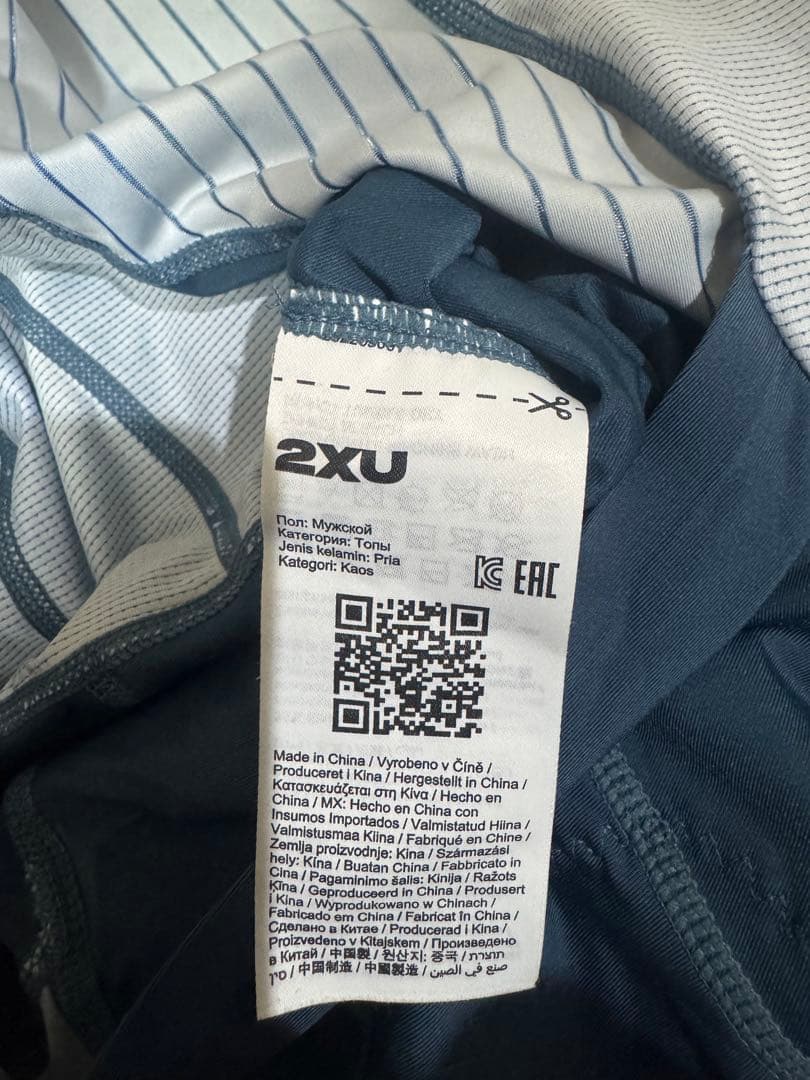 2XU
Пол: Мужской
Категория: Топы
Jenis kelamin: Pria
Kategori: Kaos
EAC
Made in China / Vyrobeno v Číně /
Produceret i Kina / Hergestellt in China /
Κατασκευάζεται στη Κίνα / Hecho en
China / MX: Hecho en China con
Insumos Importados / Valmistatud Hiina /
Valmistusmaa Kiina / Fabriqué en Chine /
Zemlja proizvodnje: Kina / Származási
hely: Kína / Buatan China / Fabbricato in
Cina / Pagaminimo šalis: Kinija / Ražots
Ķīna / Geproduceerd in China / Produsert
i Kina / Wyprodukowano w Chinach /
Fabricado em China / Fabricat în China /
Сделано в Китае / Producerad i Kina /
Proizvedeno v Kitajskem / Произведено
в Китай / 中国製 / 원산지: 중국 / תוצרת
סין / 中国制造 / 中國製造 / صنع في الصين